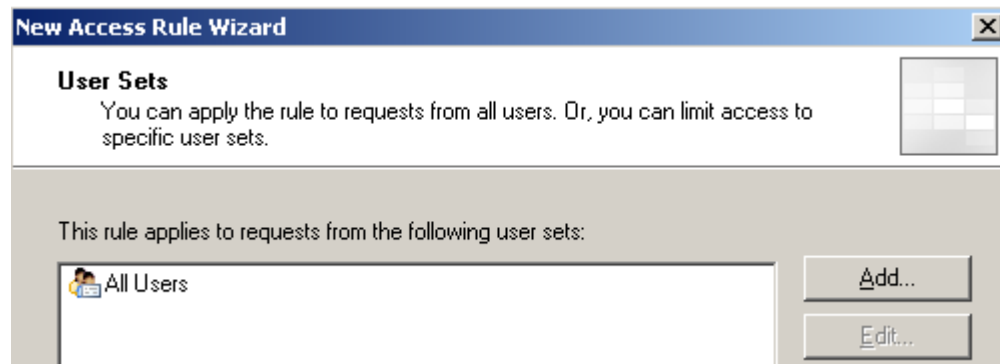 New Access Rule Wizard
User Sets
You can apply the rule to requests from all users. Or, you can limit access to
specific user sets.
This rule applies to requests from the following user sets:
All Users
Add...
Edit...